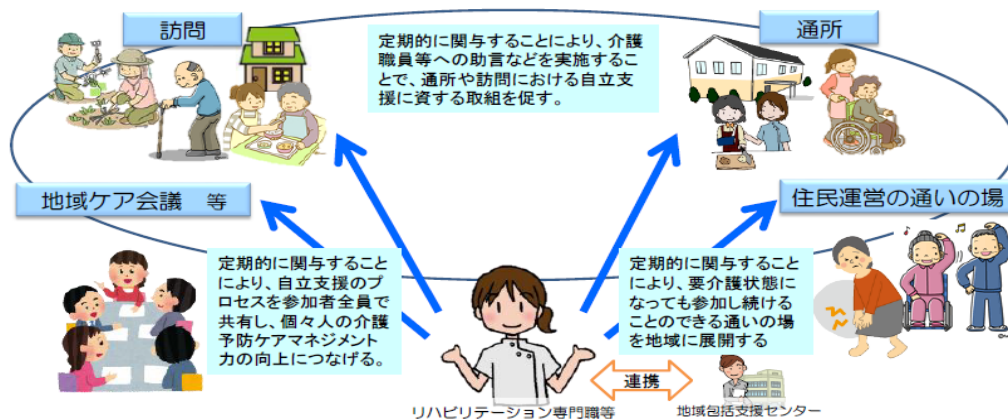 訪問
通所
定期的に関与することにより、介護
職員等への助言などを実施するこ
とで、通所や訪問における自立支
援に資する取組を促す。
地域ケア会議　等
住民運営の通いの場
定期的に関与すること
により、自立支援のプ
ロセスを参加者全員で
共有し、個々人の介護
予防ケアマネジメント
力の向上につなげる。
定期的に関与すること
により、要介護状態に
なっても参加し続ける
ことのできる通いの場
を地域に展開する
連携
リハビリテーション専門職等
地域包括支援センター